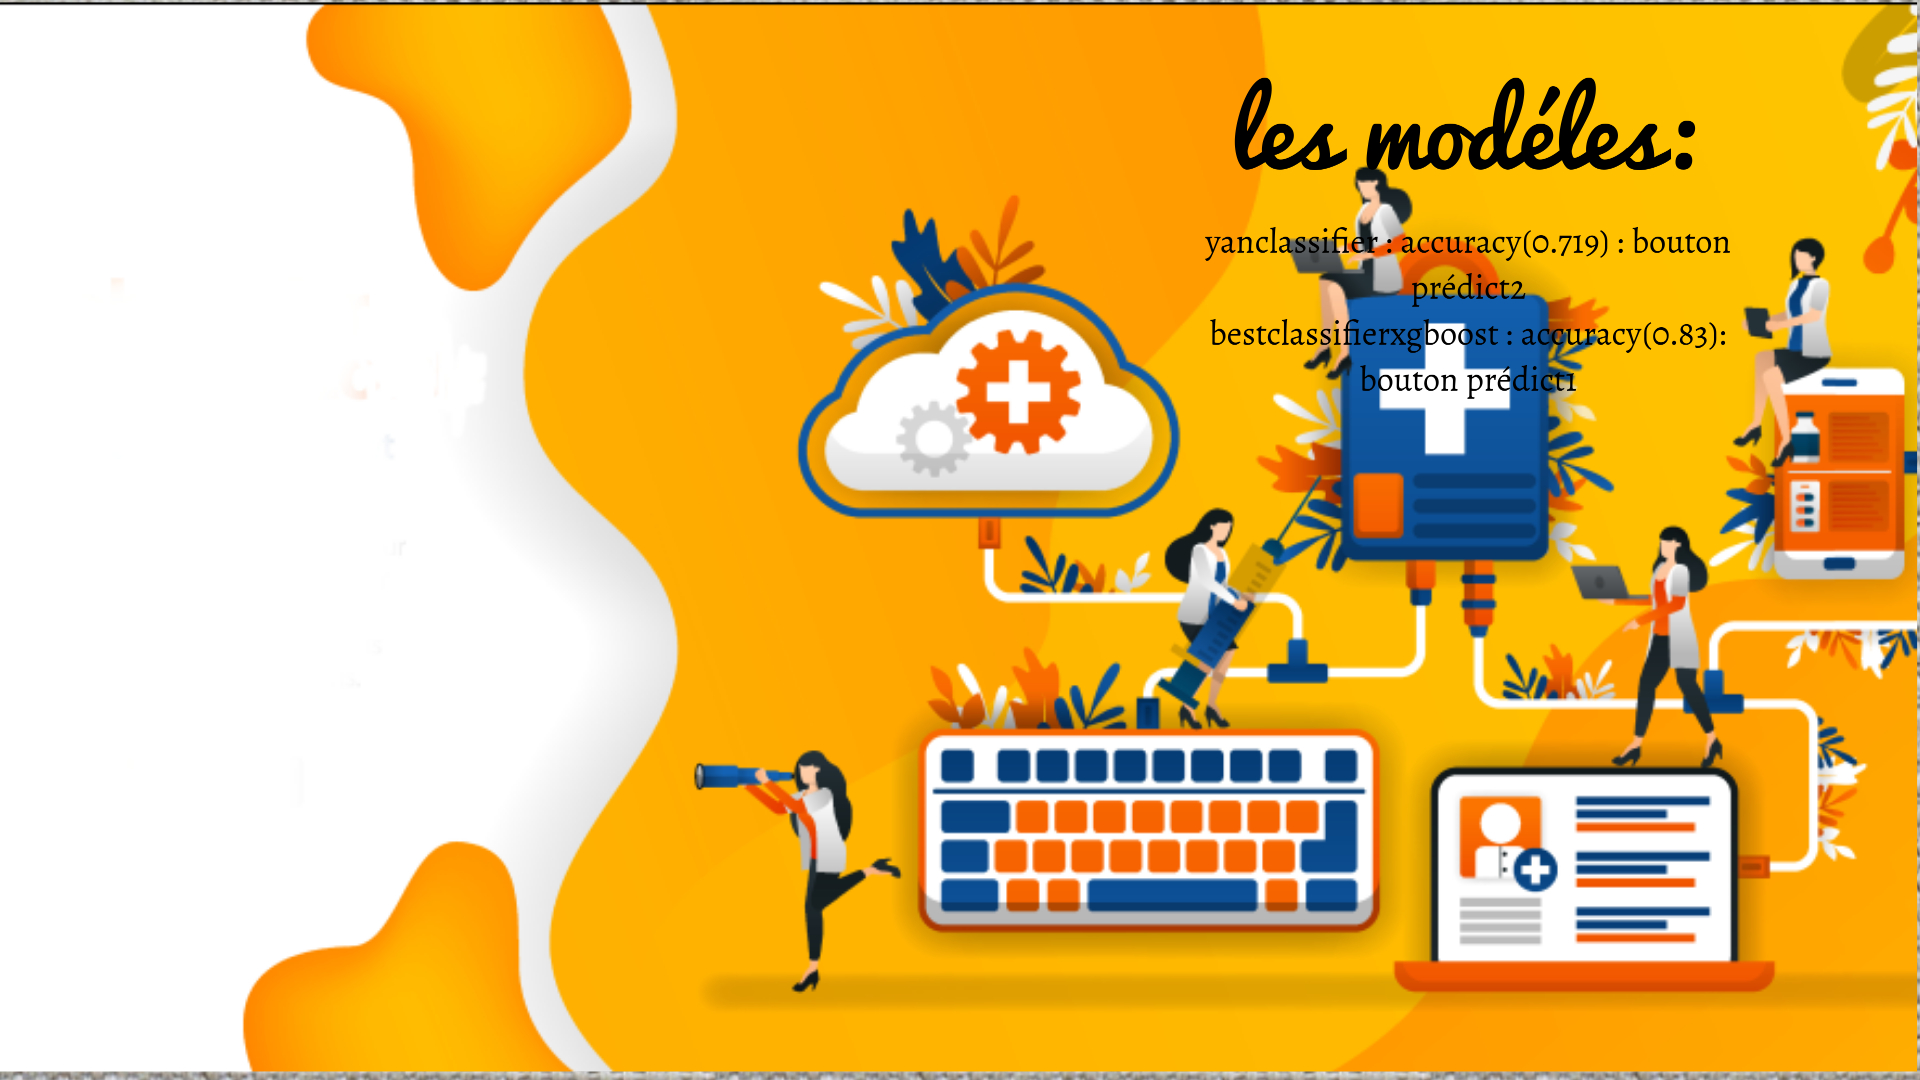 les modéles:
yanclassifier : accuracy(0.719) : bouton
prédict2
bestclassifierxgboost : accuracy(0.83):
bouton prédict1